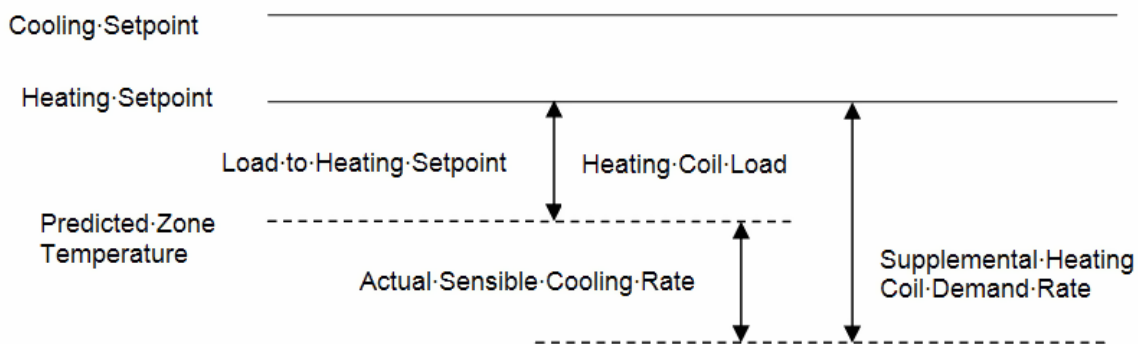 Cooling·Setpoint
Heating·Setpoint
Load·to·Heating·Setpoint
Heating·Coil·Load
Predicted·Zone
Temperature
Actual·Sensible·Cooling·Rate
Supplemental·Heating
Coil·Demand·Rate